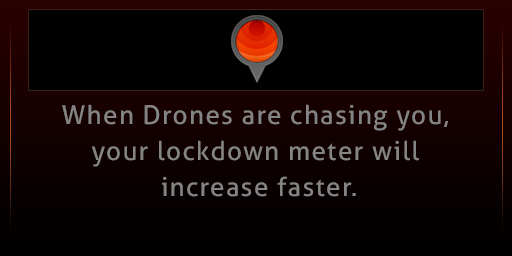 When Drones are chasing you,
your lockdown meter will
increase faster.